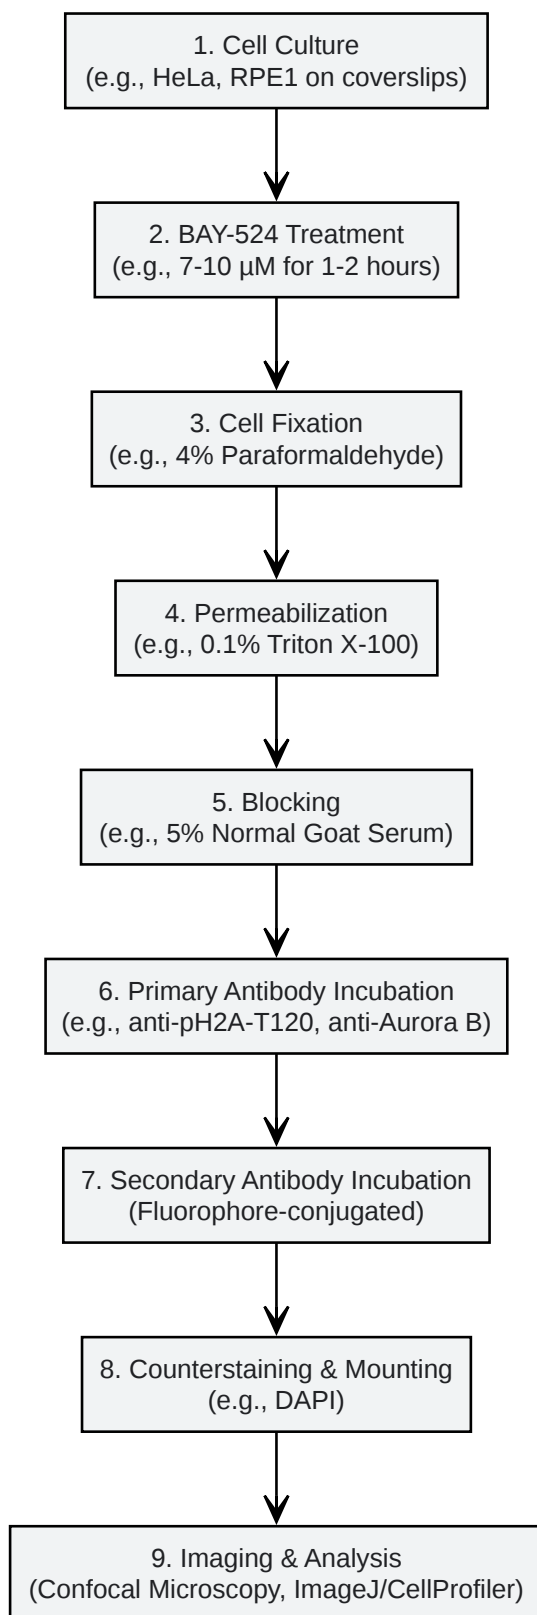 1. Cell Culture
(e.g., HeLa, RPE1 on coverslips)
2. BAY-524 Treatment
(e.g., 7-10 µM for 1-2 hours)
3. Cell Fixation
(e.g., 4% Paraformaldehyde)
4. Permeabilization
(e.g., 0.1% Triton X-100)
5. Blocking
(e.g., 5% Normal Goat Serum)
6. Primary Antibody Incubation
(e.g., anti-pH2A-T120, anti-Aurora B)
7. Secondary Antibody Incubation
(Fluorophore-conjugated)
8. Counterstaining & Mounting
(e.g., DAPI)
9. Imaging & Analysis
(Confocal Microscopy, ImageJ/CellProfiler)